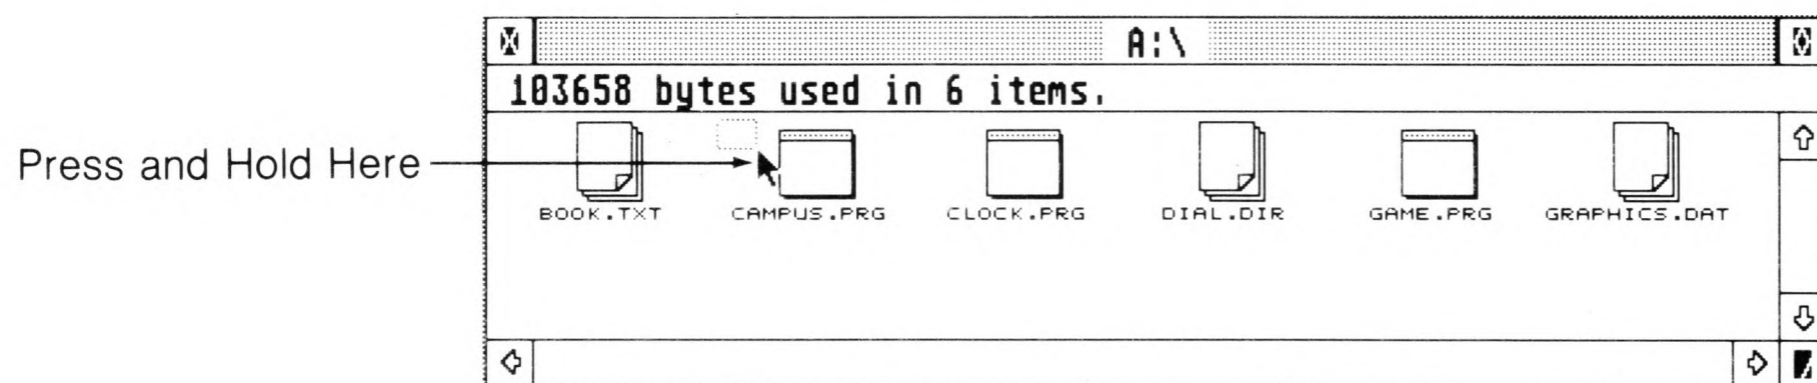 A:\
103658 bytes used in 6 items.
Press and Hold Here
BOOK.TXT CAMPUS.PRG CLOCK.PRG DIAL.DIR GAME.PRG GRAPHICS.DAT